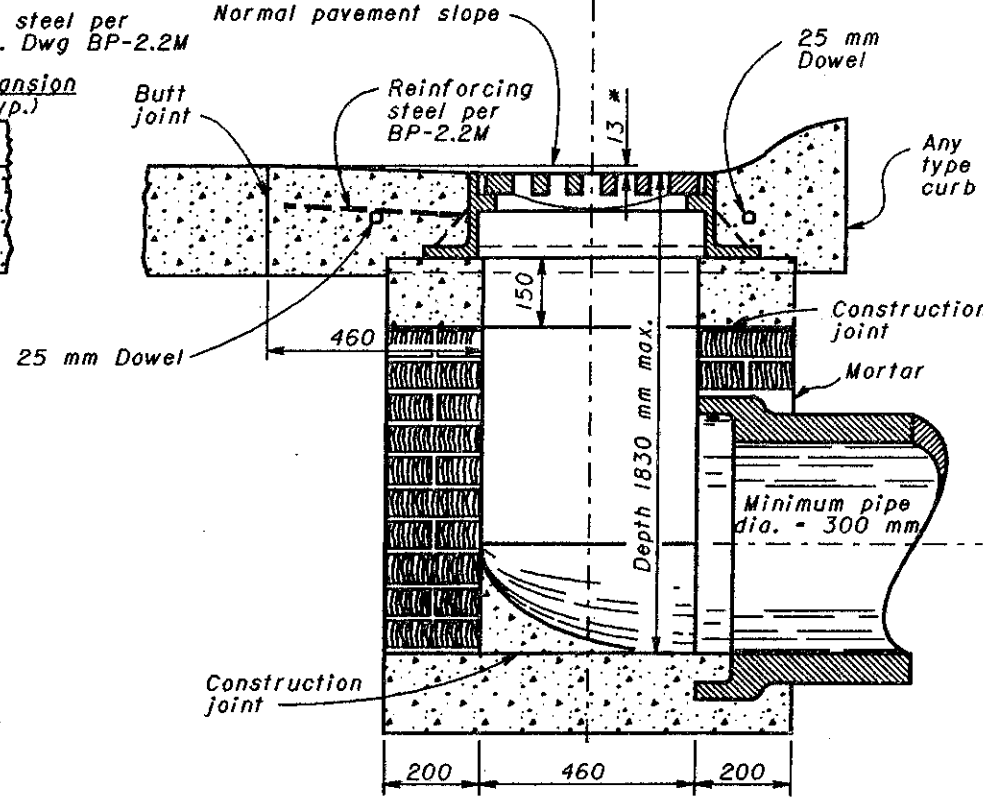 steel per
. Dwg BP-2.2M
ansion
yp.)
Normal pavement slope
25 mm
Dowel
Butt
joint
Reinforcing
steel per
BP-2.2M
13 *
Any
type
curb
150
Construction
joint
460
25 mm Dowel
Mortar
Depth 1830 mm max.
Minimum pipe
dia. - 300 mm
Construction
joint
200
460
200